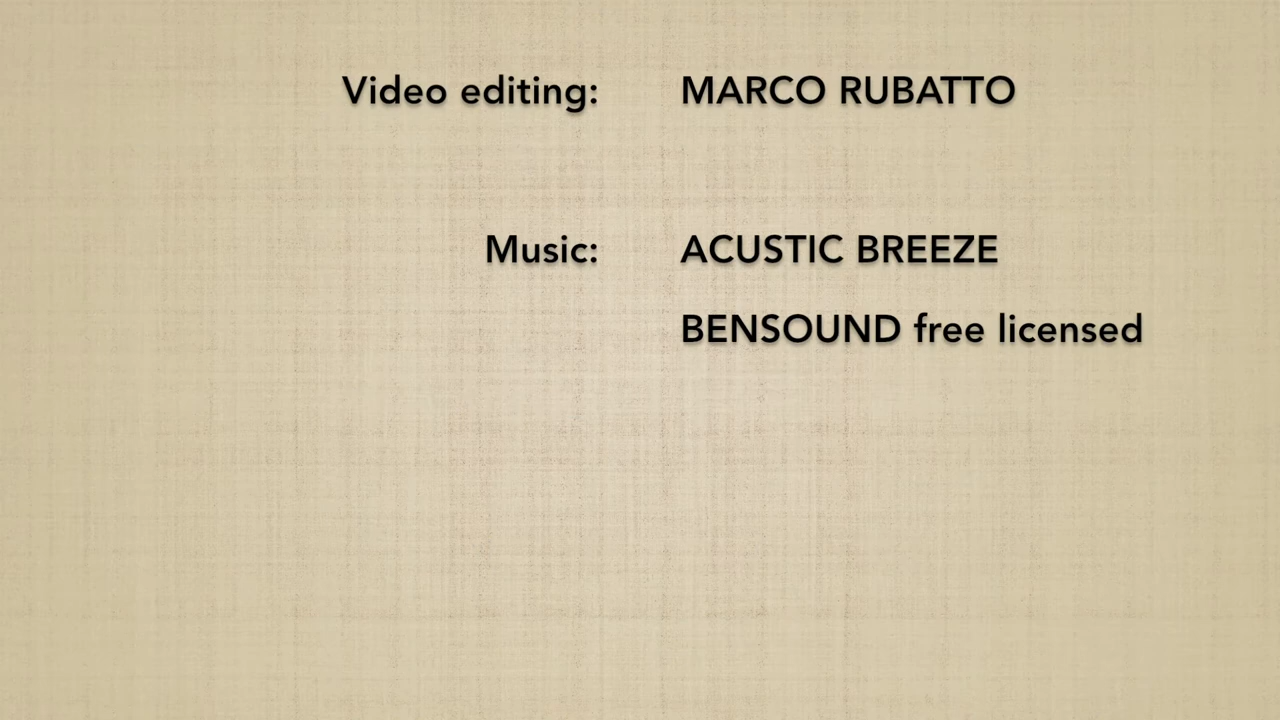 Video editing: MARCO RUBATTO
Music: ACUSTIC BREEZE
BENSOUND free licensed